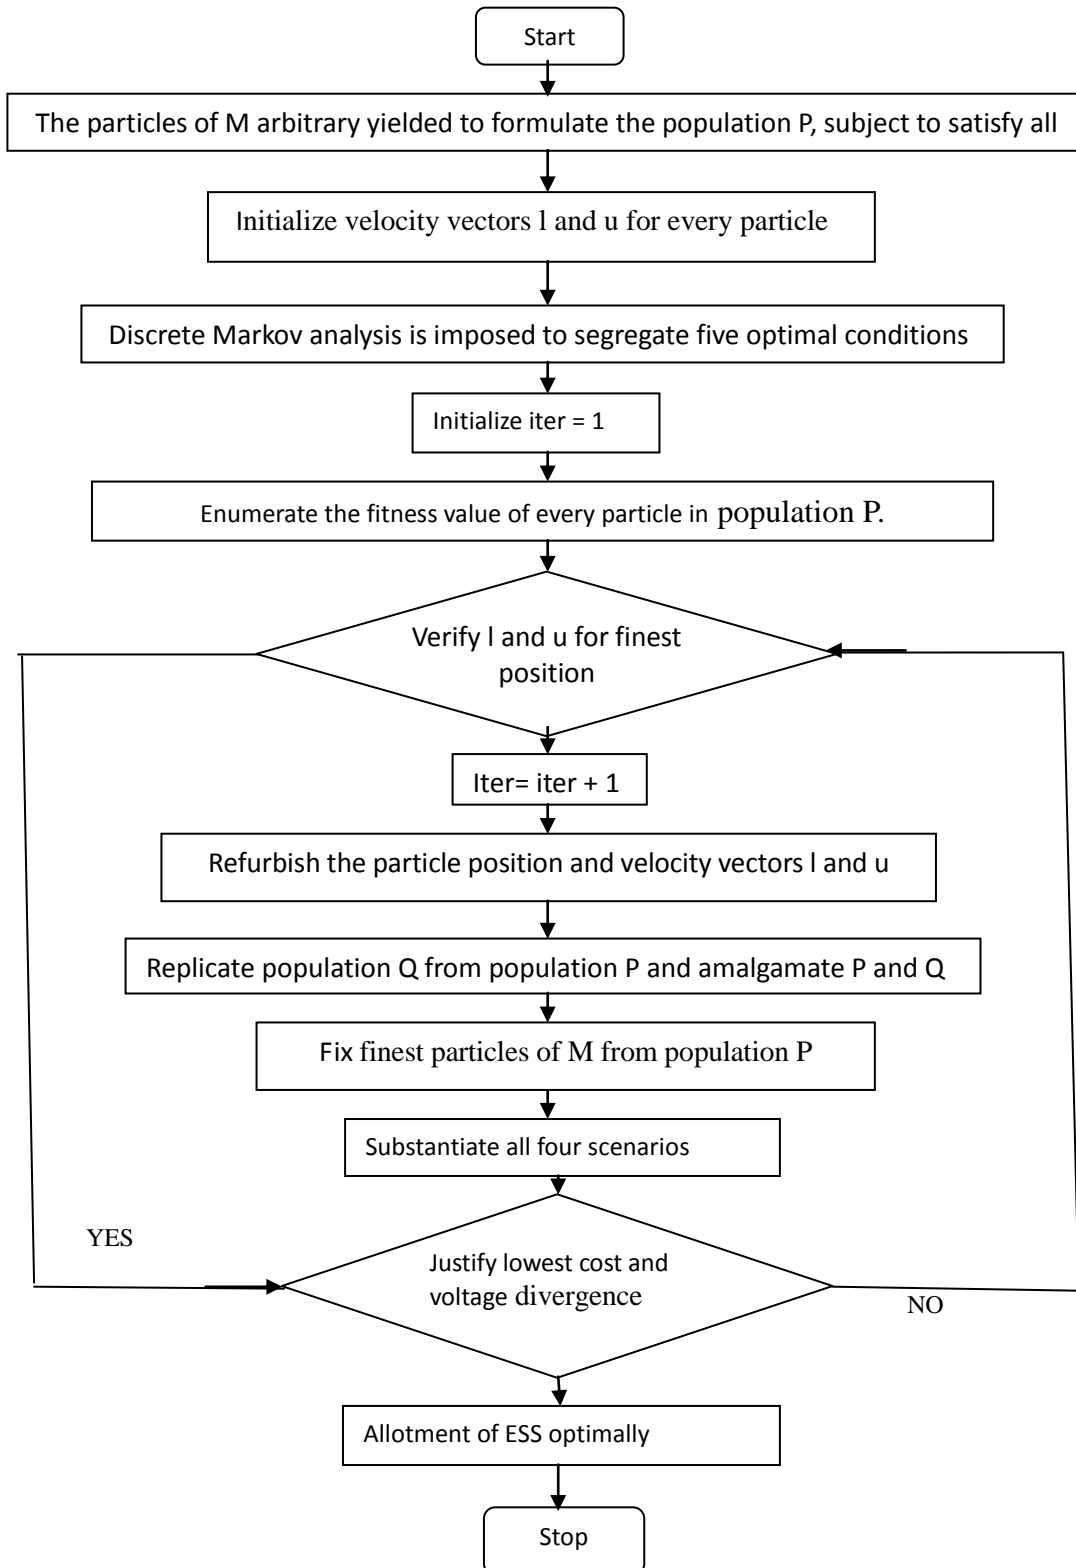 Start
The particles of M arbitrary yielded to formulate the population P, subject to satisfy all
Initialize velocity vectors l and u for every particle
Discrete Markov analysis is imposed to segregate five optimal conditions
Initialize iter = 1
Enumerate the fitness value of every particle in population P.
Verify l and u for finest
position
Iter= iter + 1
Refurbish the particle position and velocity vectors l and u
Replicate population Q from population P and amalgamate P and Q
Fix finest particles of M from population P
Substantiate all four scenarios
YES
Justify lowest cost and
voltage divergence
NO
Allotment of ESS optimally
Stop